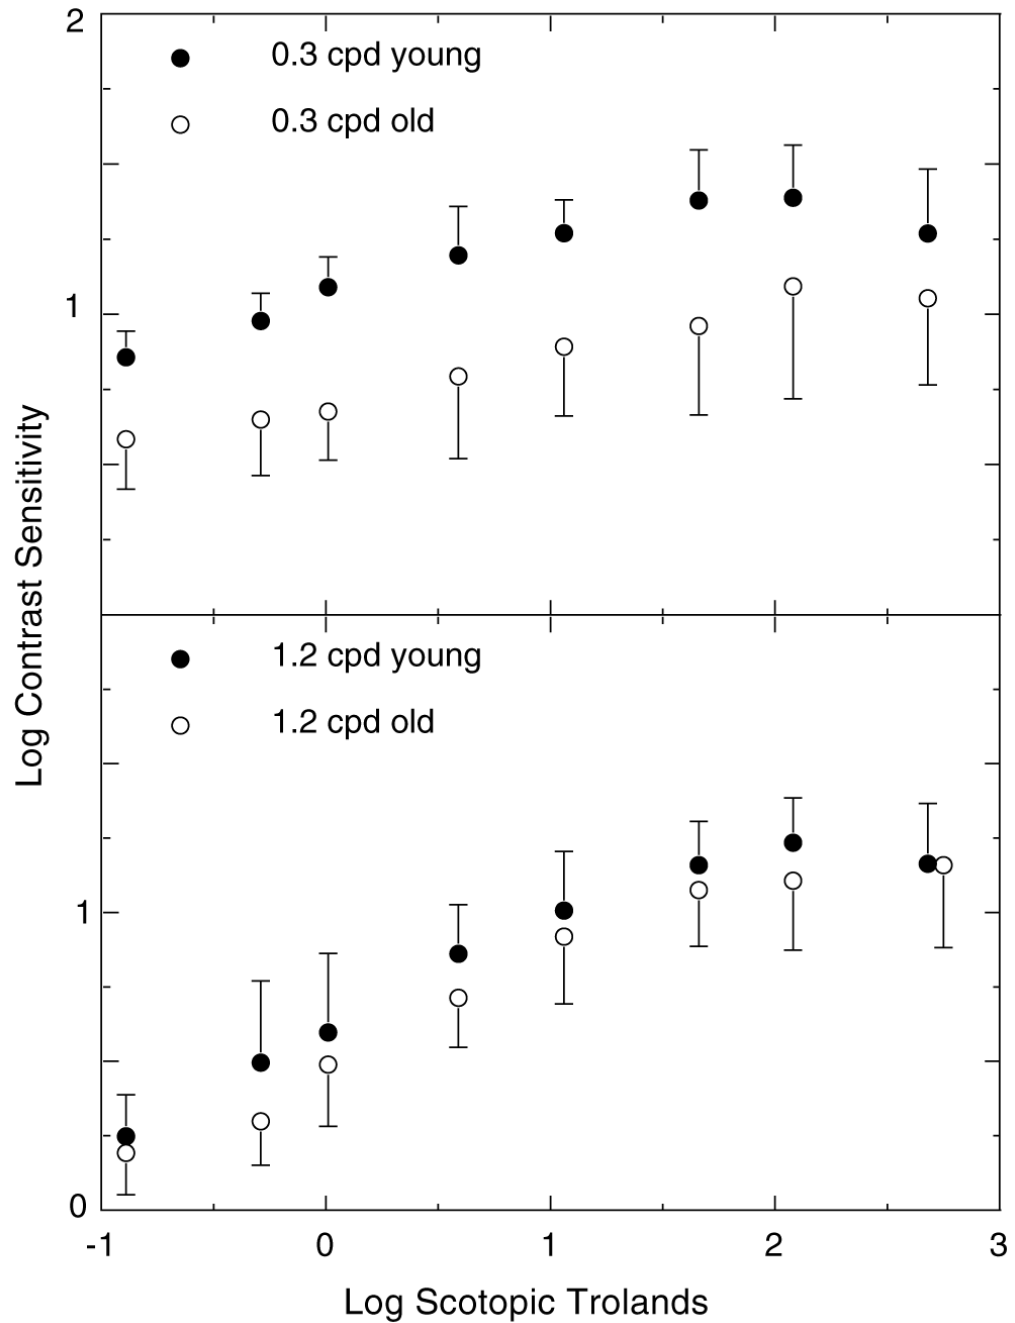 2
0.3 cpd young
0.3 cpd old
1
Log Contrast Sensitivity
1.2 cpd young
1.2 cpd old
1
0
-1 0 1 2 3
Log Scotopic Trolands